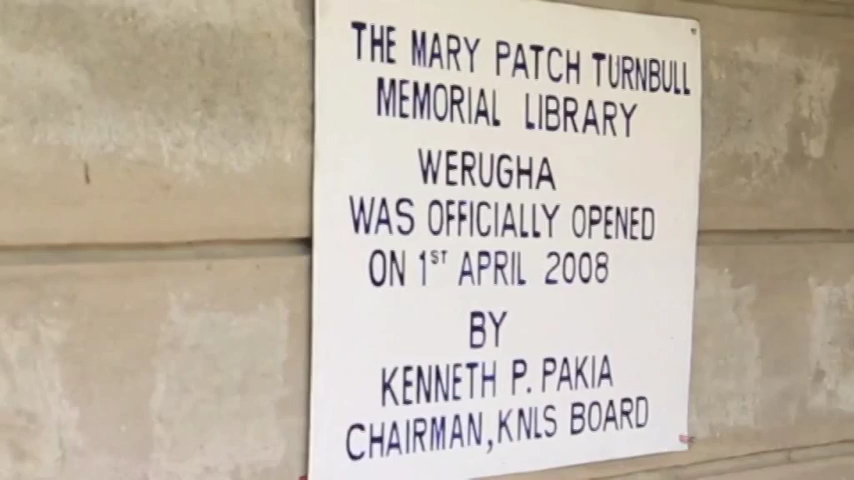 THE MARY PATCH TURNBULL
MEMORIAL LIBRARY
WERUGHA
WAS OFFICIALLY OPENED
ON 1ST APRIL 2008
BY
KENNETH P. PAKIA
CHAIRMAN, KNLS BOARD